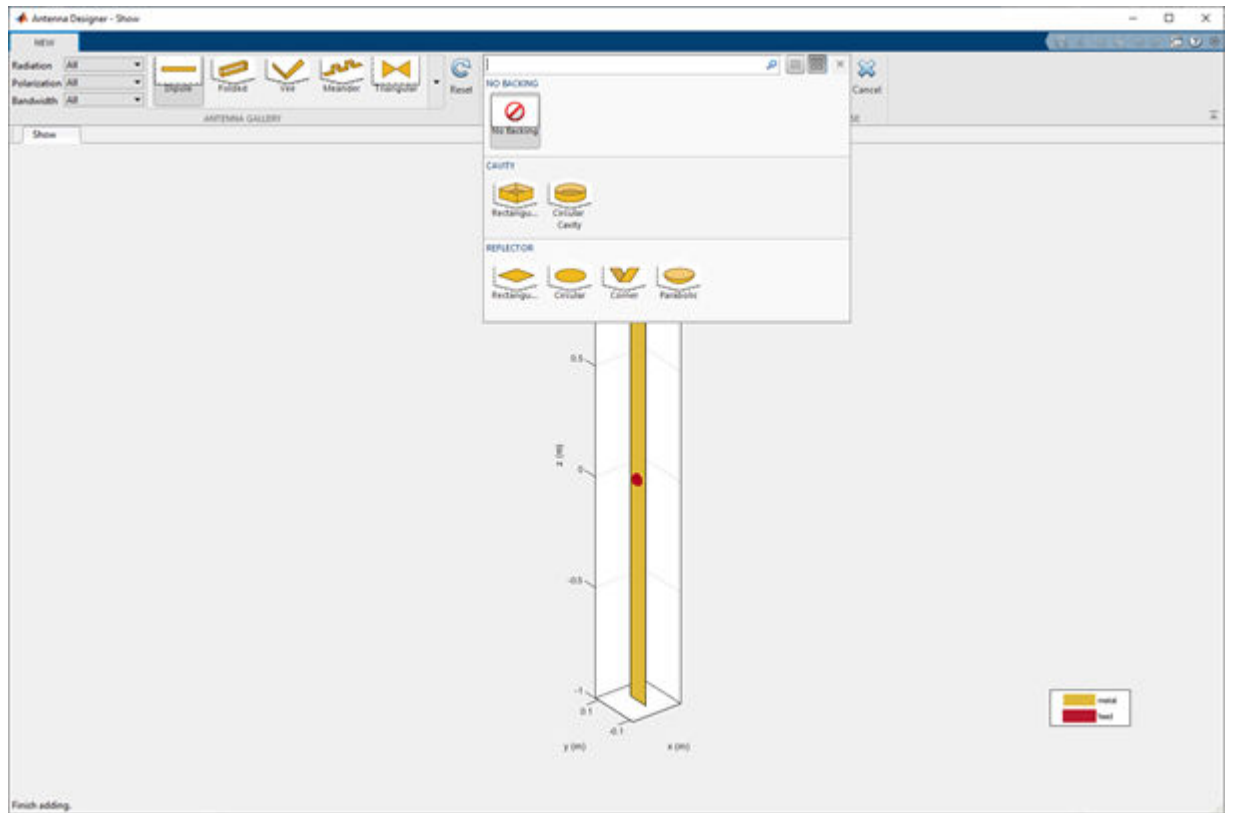 Antenna Designer - Show
NEW
Radiation All
Polarization All
Bandwidth All
Dipole Folded Vee Meander Triangular
Reset
Cancel
ANTENNA GALLERY
NO BACKING
No Backing
CAVITY
Rectangu... Circular Cavity
REFLECTOR
Rectangu... Circular Corner Parabolic
SE
Show
0.5
z (m)
0
-0.5
-1
0.1
-0.1
y (m)
x (m)
metal
feed
Finish adding.